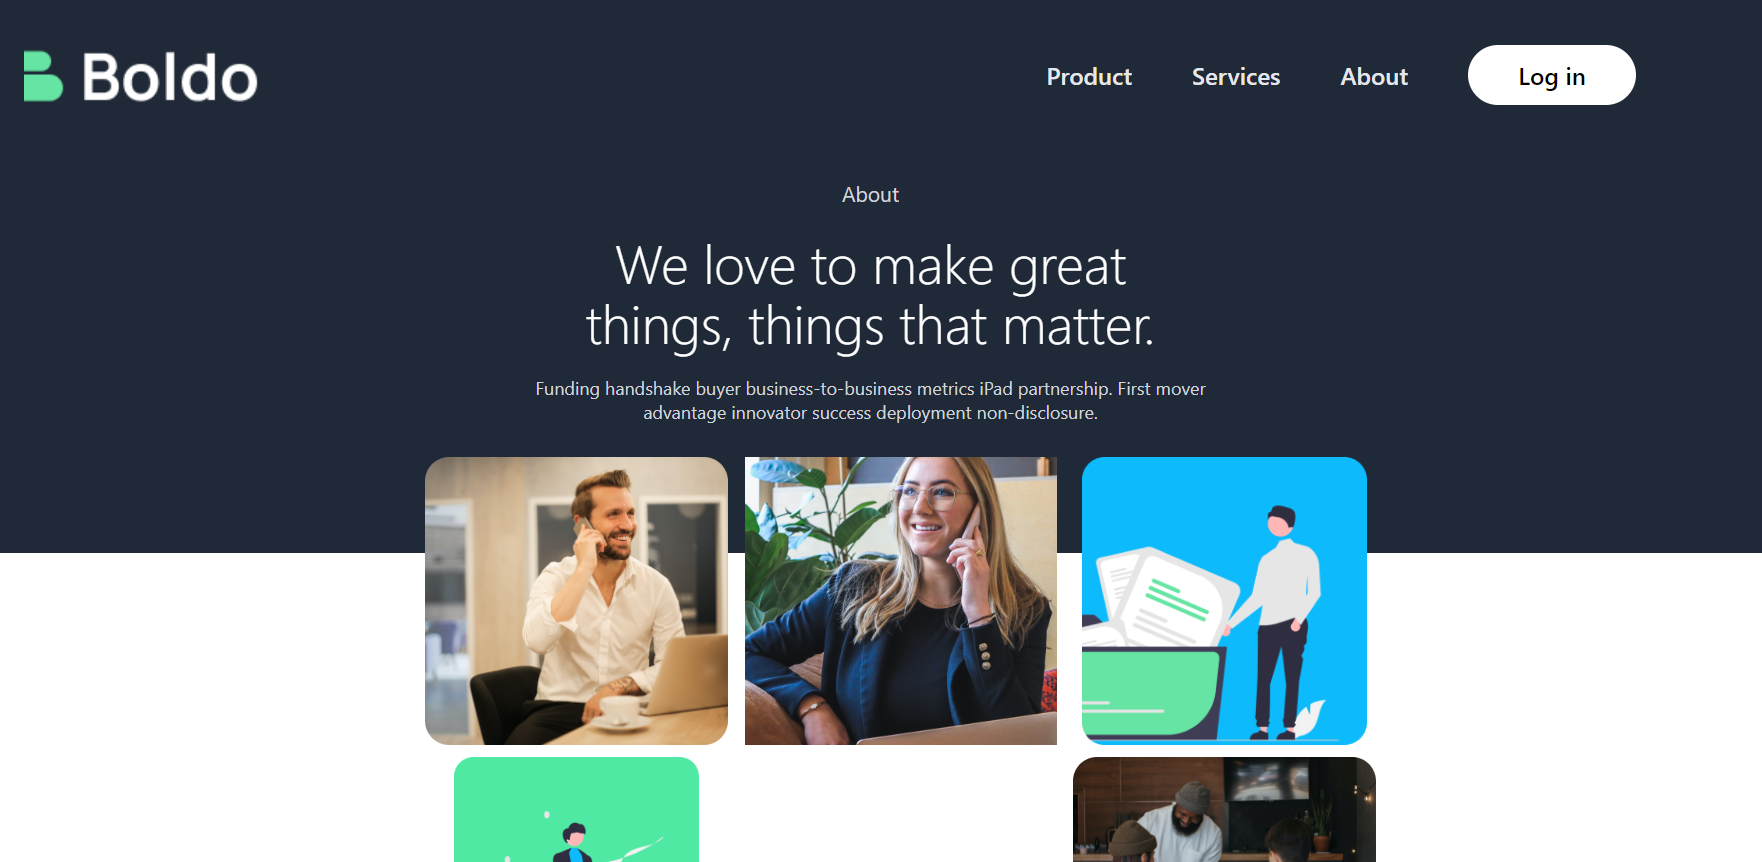 Boldo
Product
Services
About
Log in
About
We love to make great
things, things that matter.
Funding handshake buyer business-to-business metrics iPad partnership. First mover
advantage innovator success deployment non-disclosure.